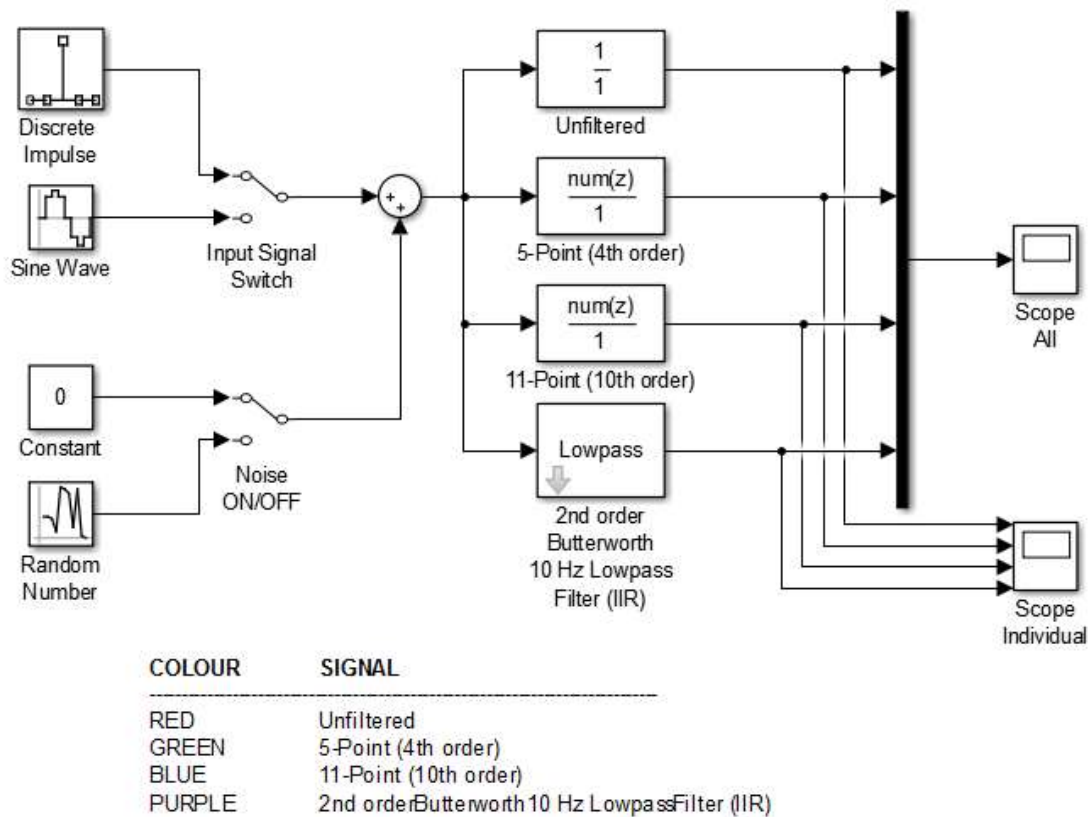 Discrete
Impulse
Sine Wave
Input Signal
Switch
0
Constant
Random
Number
Noise
ON/OFF
+
+
1
1
Unfiltered
num(z)
1
5-Point (4th order)
num(z)
1
11-Point (10th order)
Lowpass
2nd order
Butterworth
10 Hz Lowpass
Filter (IIR)
Scope
All
Scope
Individual
COLOUR SIGNAL
RED Unfiltered
GREEN 5-Point (4th order)
BLUE 11-Point (10th order)
PURPLE 2nd orderButterworth10 Hz LowpassFilter (IIR)